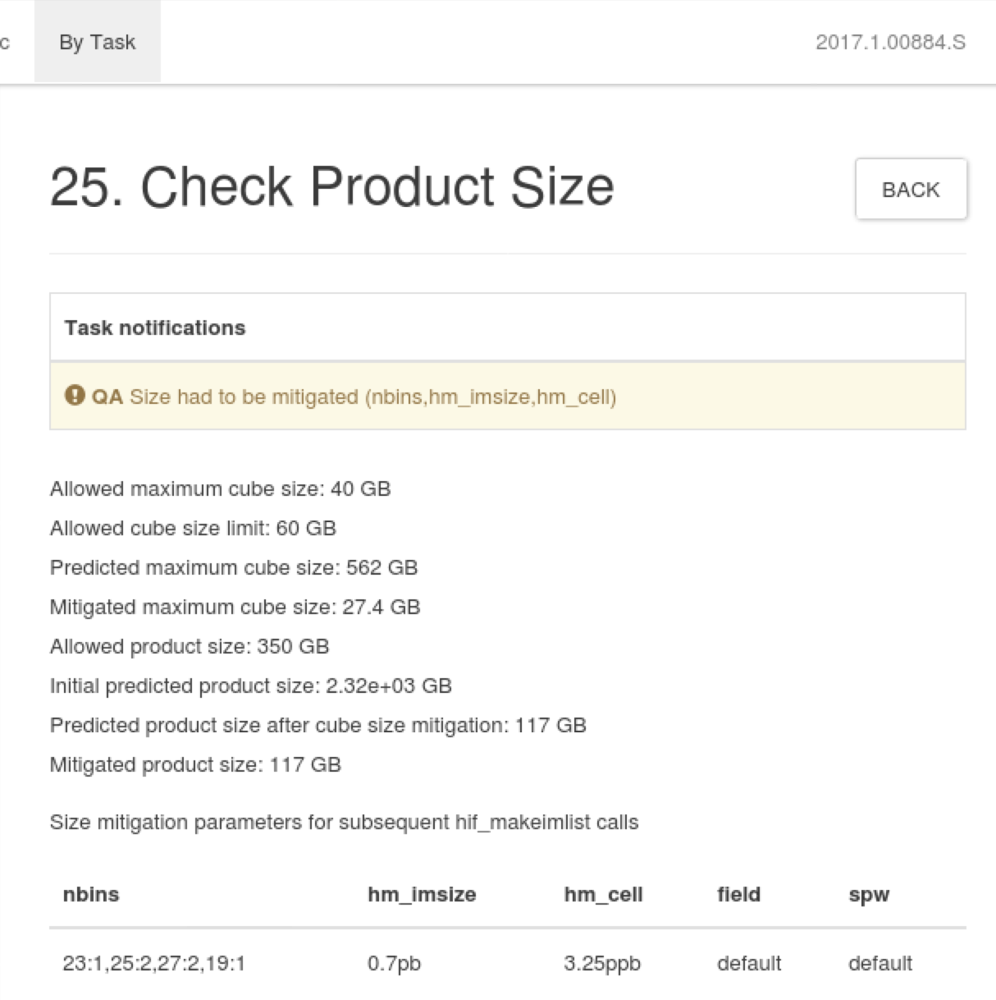 c By Task 2017.1.00884.S
25. Check Product Size BACK
Task notifications
QA Size had to be mitigated (nbins,hm_imsize,hm_cell)
Allowed maximum cube size: 40 GB
Allowed cube size limit: 60 GB
Predicted maximum cube size: 562 GB
Mitigated maximum cube size: 27.4 GB
Allowed product size: 350 GB
Initial predicted product size: 2.32e+03 GB
Predicted product size after cube size mitigation: 117 GB
Mitigated product size: 117 GB
Size mitigation parameters for subsequent hif_makeimlist calls
nbins hm_imsize hm_cell field spw
23:1,25:2,27:2,19:1 0.7pb 3.25ppb default default